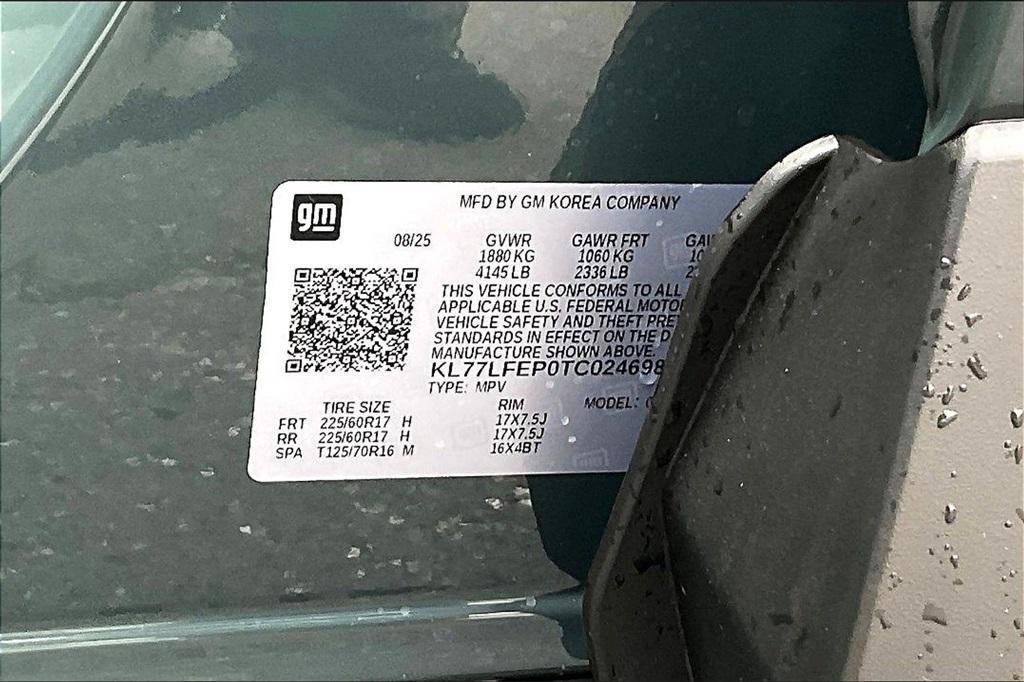 gm
MFD BY GM KOREA COMPANY
08/25 GVWR GAWR FRT
1880 KG 1060 KG
4145 LB 2336 LB
THIS VEHICLE CONFORMS TO ALL
APPLICABLE U.S. FEDERAL
VEHICLE SAFETY AND THEFT
STANDARDS IN EFFECT ON THE
MANUFACTURE SHOWN ABOVE.
KL77LFEP0TC024698
TYPE: MPV
TIRE SIZE RIM MODEL:
FRT 225/60R17 H 17X7.5J
RR 225/60R17 H 17X7.5J
SPA T125/70R16 M 16X4BT